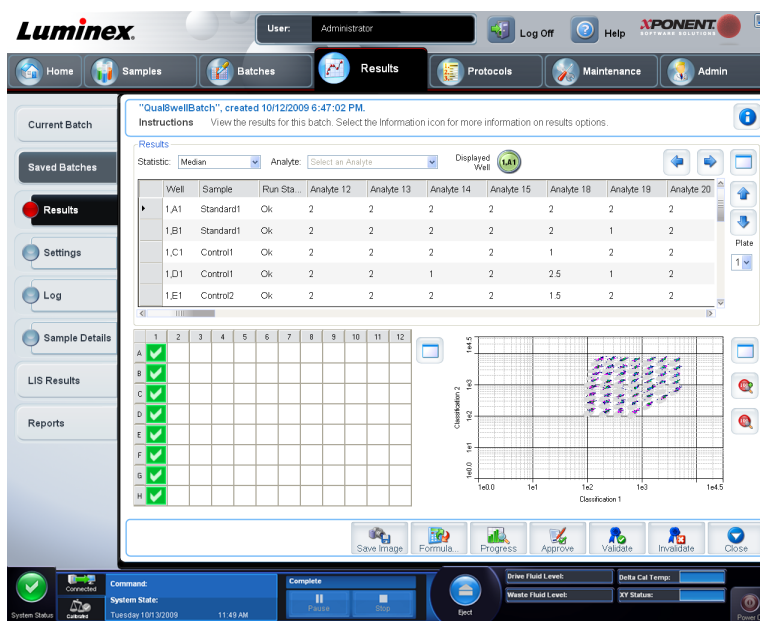 Luminex.
User: Administrator
Log Off
Help
XPONENT.
SOFTWARE SOLUTIONS
Home
Samples
Batches
Results
Protocols
Maintenance
Admin
Current Batch
Saved Batches
Results
Settings
Log
Sample Details
LIS Results
Reports
"Qual8wellBatch", created 10/12/2009 6:47:02 PM.
Instructions View the results for this batch. Select the Information icon for more information on results options.
Results
Statistic: Median Analyte: Select an Analyte Displayed Well 1,A1
Well Sample Run Sta... Analyte 12 Analyte 13 Analyte 14 Analyte 15 Analyte 18 Analyte 19 Analyte 20
1,A1 Standard1 Ok 2 2 2 2 2 2 2
1,B1 Standard1 Ok 2 2 2 2 2 1 2
1,C1 Control1 Ok 2 2 2 2 1 2 2
1,D1 Control1 Ok 2 2 1 2 2.5 1 2
1,E1 Control2 Ok 2 2 2 2 1.5 2 2
Plate
1
1 2 3 4 5 6 7 8 9 10 11 12
A
B
C
D
E
F
G
H
Classification 2
1e4.5
1e3
1e2
1e1
1e0.0
1e0.0 1e1 1e2 1e3 1e4.5
Classification 1
Save Image
Formula...
Progress
Approve
Validate
Invalidate
Close
System Status
Connected
Calibrated
Command:
System State:
Tuesday 10/13/2009 11:49 AM
Complete
Pause
Stop
Eject
Drive Fluid Level:
Waste Fluid Level:
Delta Cal Temp:
XY Status: